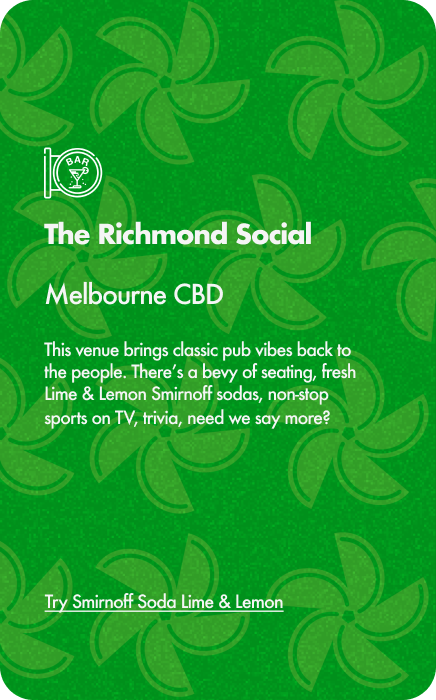 BAR
The Richmond Social
Melbourne CBD
This venue brings classic pub vibes back to
the people. There's a bevy of seating, fresh
Lime & Lemon Smirnoff sodas, non-stop
sports on TV, trivia, need we say more?
Try Smirnoff Soda Lime & Lemon